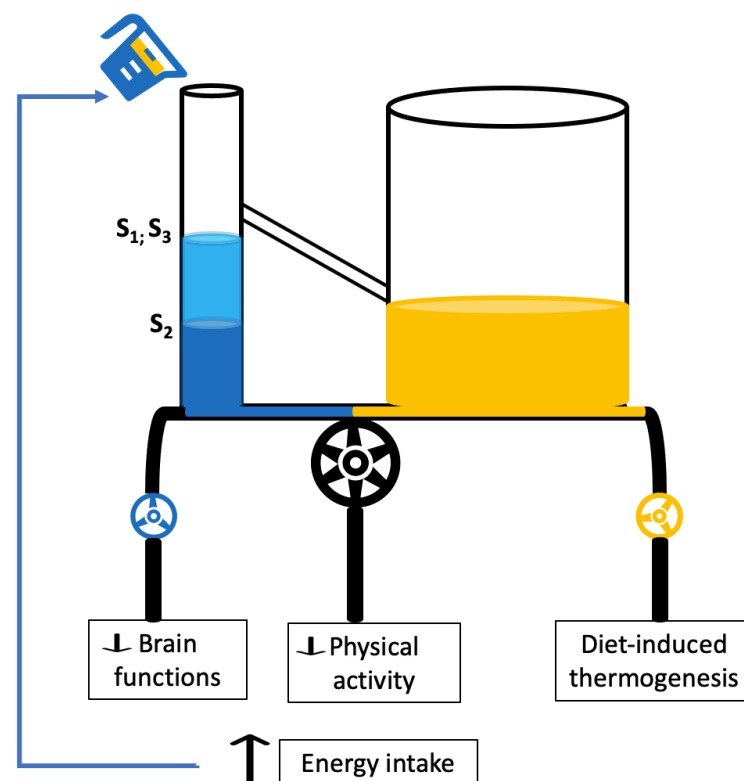 S₁; S₃
S₂
↓ Brain
functions
↓ Physical
activity
Diet-induced
thermogenesis
↑ Energy intake